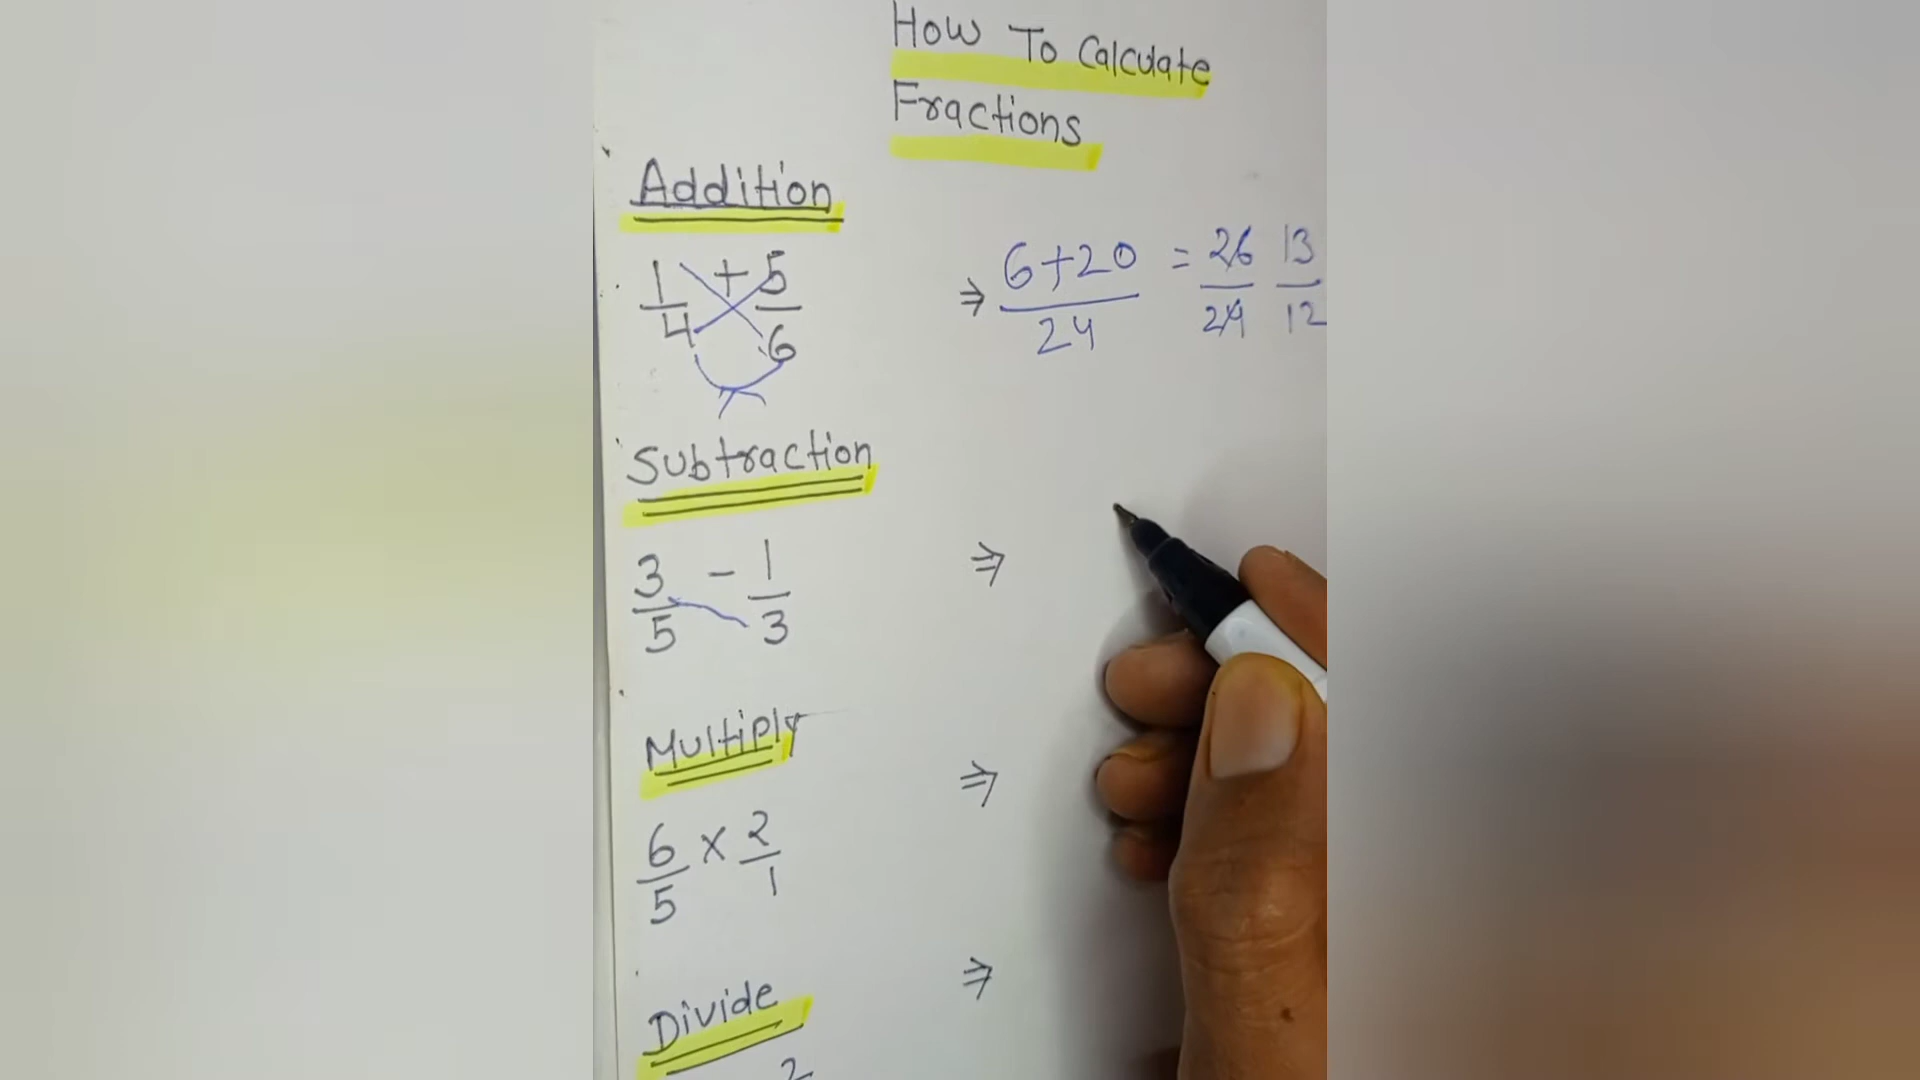 How To Calculate
Fractions
Addition
1/4 + 5/6 ⇒ 6+20/24 = 26/24 13/12
Subtraction
3/5 - 1/3 ⇒
Multiply
6/5 x 2/1 ⇒
Divide ⇒